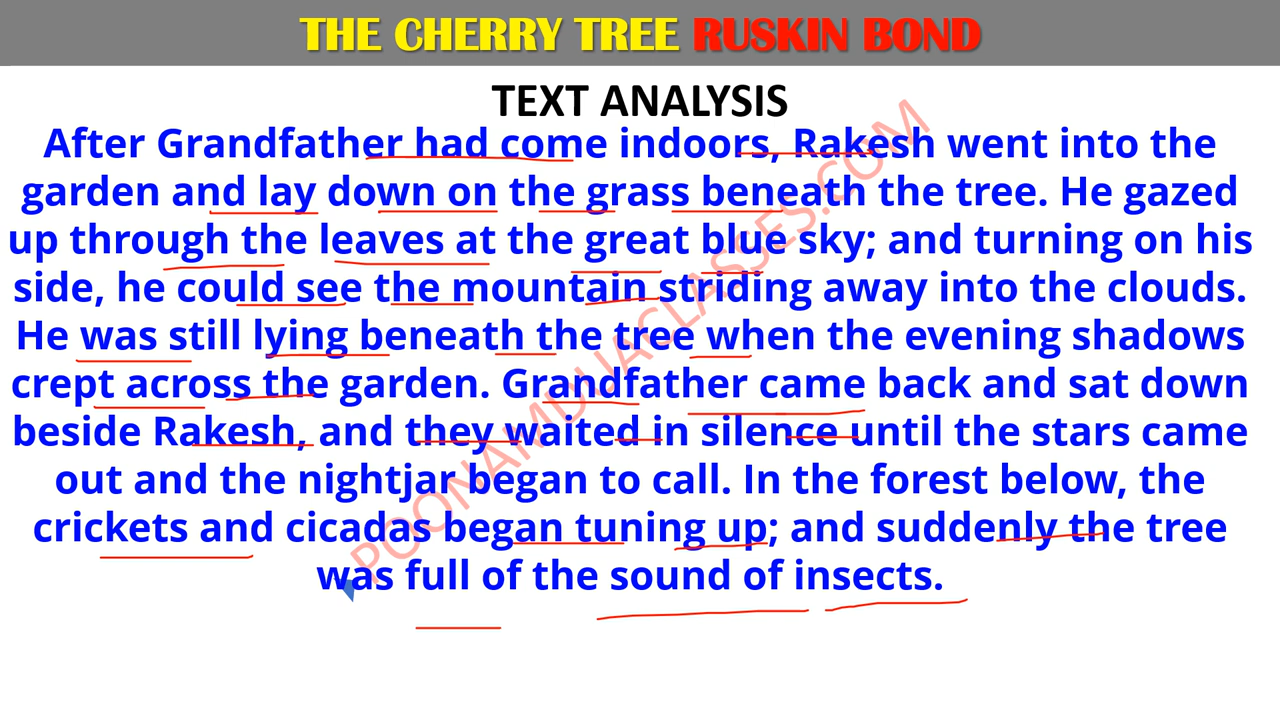 THE CHERRY TREE RUSKIN BOND
TEXT ANALYSIS
After Grandfather had come indoors, Rakesh went into the
garden and lay down on the grass beneath the tree. He gazed
up through the leaves at the great blue sky; and turning on his
side, he could see the mountain striding away into the clouds.
He was still lying beneath the tree when the evening shadows
crept across the garden. Grandfather came back and sat down
beside Rakesh, and they waited in silence until the stars came
out and the nightjar began to call. In the forest below, the
crickets and cicadas began tuning up; and suddenly the tree
was full of the sound of insects.
POONAMDUACLASSES.COM